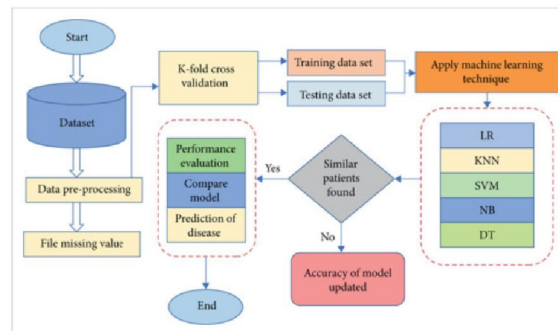 Start
Dataset
Data pre-processing
File missing value
K-fold cross
validation
Training data set
Testing data set
Apply machine learning
technique
LR
KNN
SVM
NB
DT
Similar
patients
found
Yes
No
Performance
evaluation
Compare
model
Prediction of
disease
Accuracy of model
updated
End